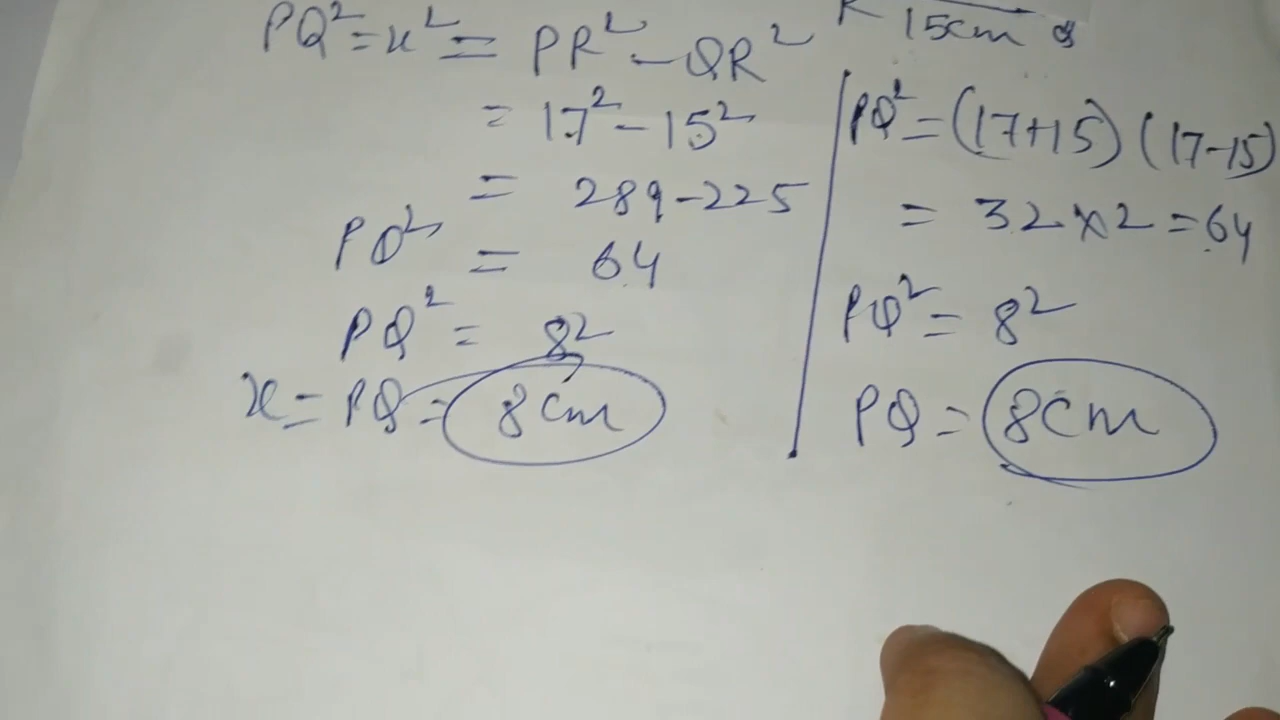 PQ² = x² = PR² - QR²
= 17² - 15²
= 289 - 225
PQ² = 64
PQ² = 8²
x = PQ = 8cm
R 15cm Q
PQ² = (17+15) (17-15)
= 32 × 2 = 64
PQ² = 8²
PQ = 8cm